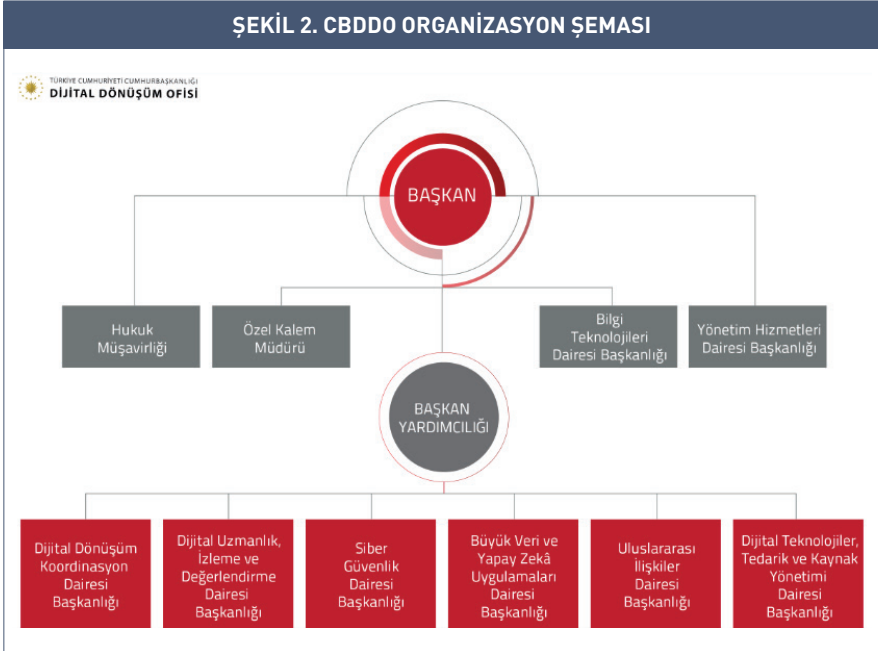 ŞEKİL 2. CBDDO ORGANİZASYON ŞEMASI
TÜRKİYE CUMHURİYETİ CUMHURBAŞKANLIĞI
DİJİTAL DÖNÜŞÜM OFİSİ
BAŞKAN
Hukuk
Müşavirliği
Özel Kalem
Müdürü
Bilgi
Teknolojileri
Dairesi Başkanlığı
Yönetim Hizmetleri
Dairesi Başkanlığı
BAŞKAN
YARDIMCILIĞI
Dijital Dönüşüm
Koordinasyon
Dairesi
Başkanlığı
Dijital Uzmanlık,
İzleme ve
Değerlendirme
Dairesi
Başkanlığı
Siber
Güvenlik
Dairesi
Başkanlığı
Büyük Veri ve
Yapay Zekâ
Uygulamaları
Dairesi
Başkanlığı
Uluslararası
İlişkiler
Dairesi
Başkanlığı
Dijital Teknolojiler,
Tedarik ve Kaynak
Yönetimi
Dairesi
Başkanlığı